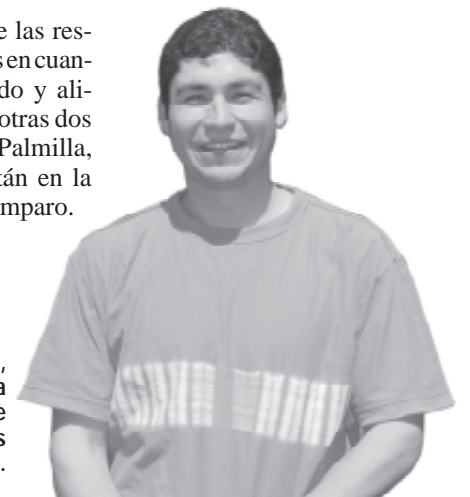 e las res-
s en cuan-
do y ali-
otras dos
Palmilla,
tán en la
mparo.
,
a
e
s
.